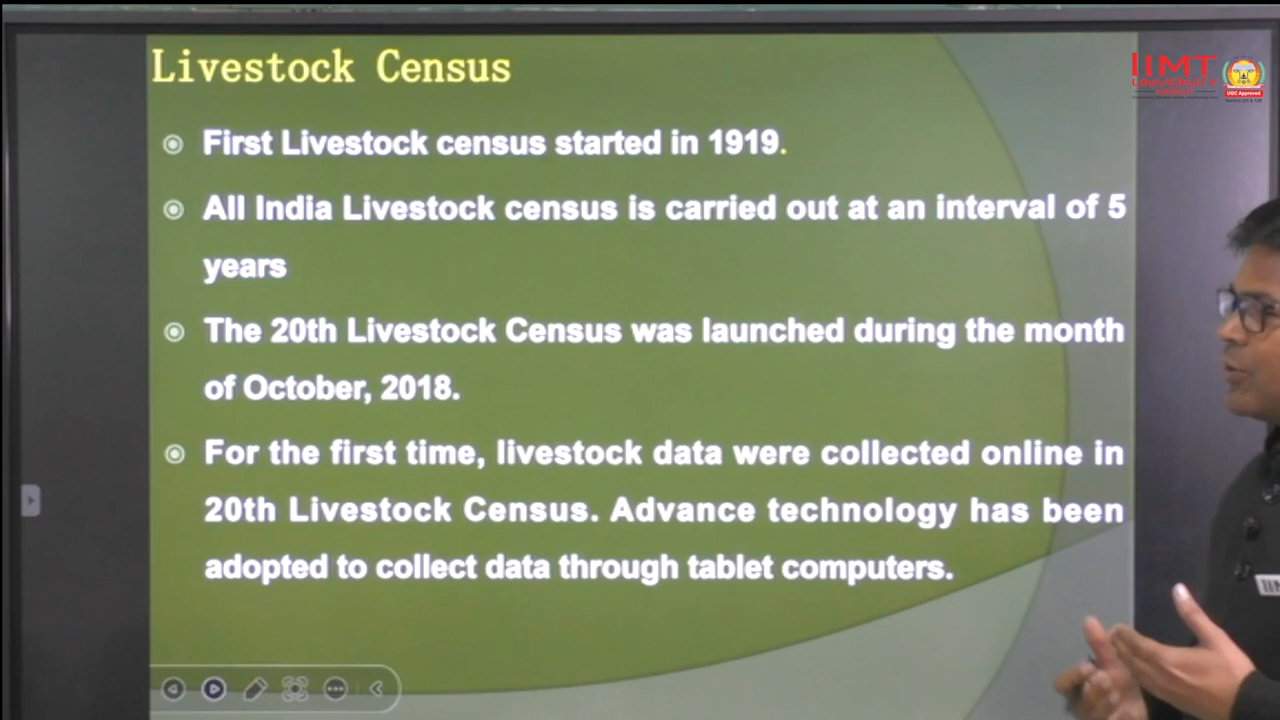 Livestock Census
IIMT
UNIVERSITY
UGC Approved
First Livestock census started in 1919.
All India Livestock census is carried out at an interval of 5
years
The 20th Livestock Census was launched during the month
of October, 2018.
For the first time, livestock data were collected online in
20th Livestock Census. Advance technology has been
adopted to collect data through tablet computers.